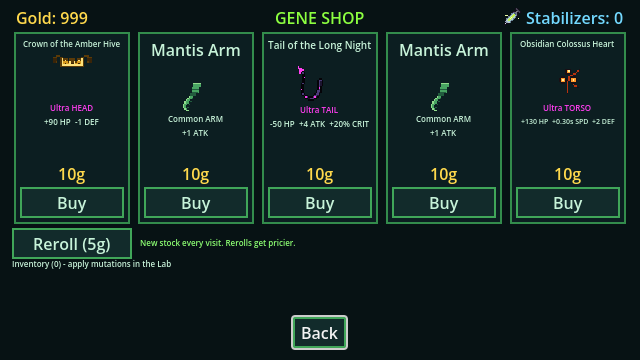 Gold: 999
GENE SHOP
Stabilizers: 0
Crown of the Amber Hive
Ultra HEAD
+90 HP -1 DEF
10g
Buy
Mantis Arm
Common ARM
+1 ATK
10g
Buy
Tail of the Long Night
Ultra TAIL
-50 HP +4 ATK +20% CRIT
10g
Buy
Mantis Arm
Common ARM
+1 ATK
10g
Buy
Obsidian Colossus Heart
Ultra TORSO
+130 HP +0.30s SPD +2 DEF
10g
Buy
Reroll (5g)
New stock every visit. Rerolls get pricier.
Inventory (0) - apply mutations in the Lab
Back